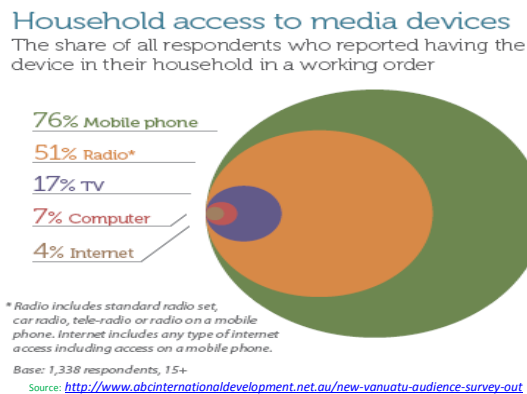 Household access to media devices
The share of all respondents who reported having the
device in their household in a working order
76% Mobile phone
51% Radio*
17% TV
7% Computer
4% Internet
* Radio includes standard radio set,
car radio, tele-radio or radio on a mobile
phone. Internet includes any type of internet
access including access on a mobile phone.
Base: 1,338 respondents, 15+
Source: http://www.abcinternationaldevelopment.net.au/new-vanuatu-audience-survey-out